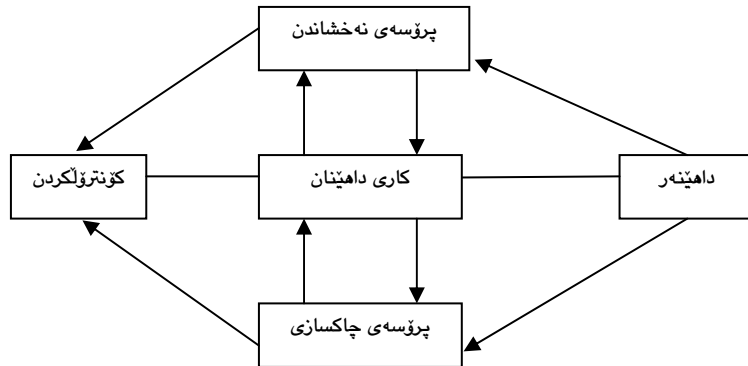 پرۆسەی نەخشاندن
داهێنەر
کاری داهێنان
کۆنترۆڵکردن
پرۆسەی چاکسازی